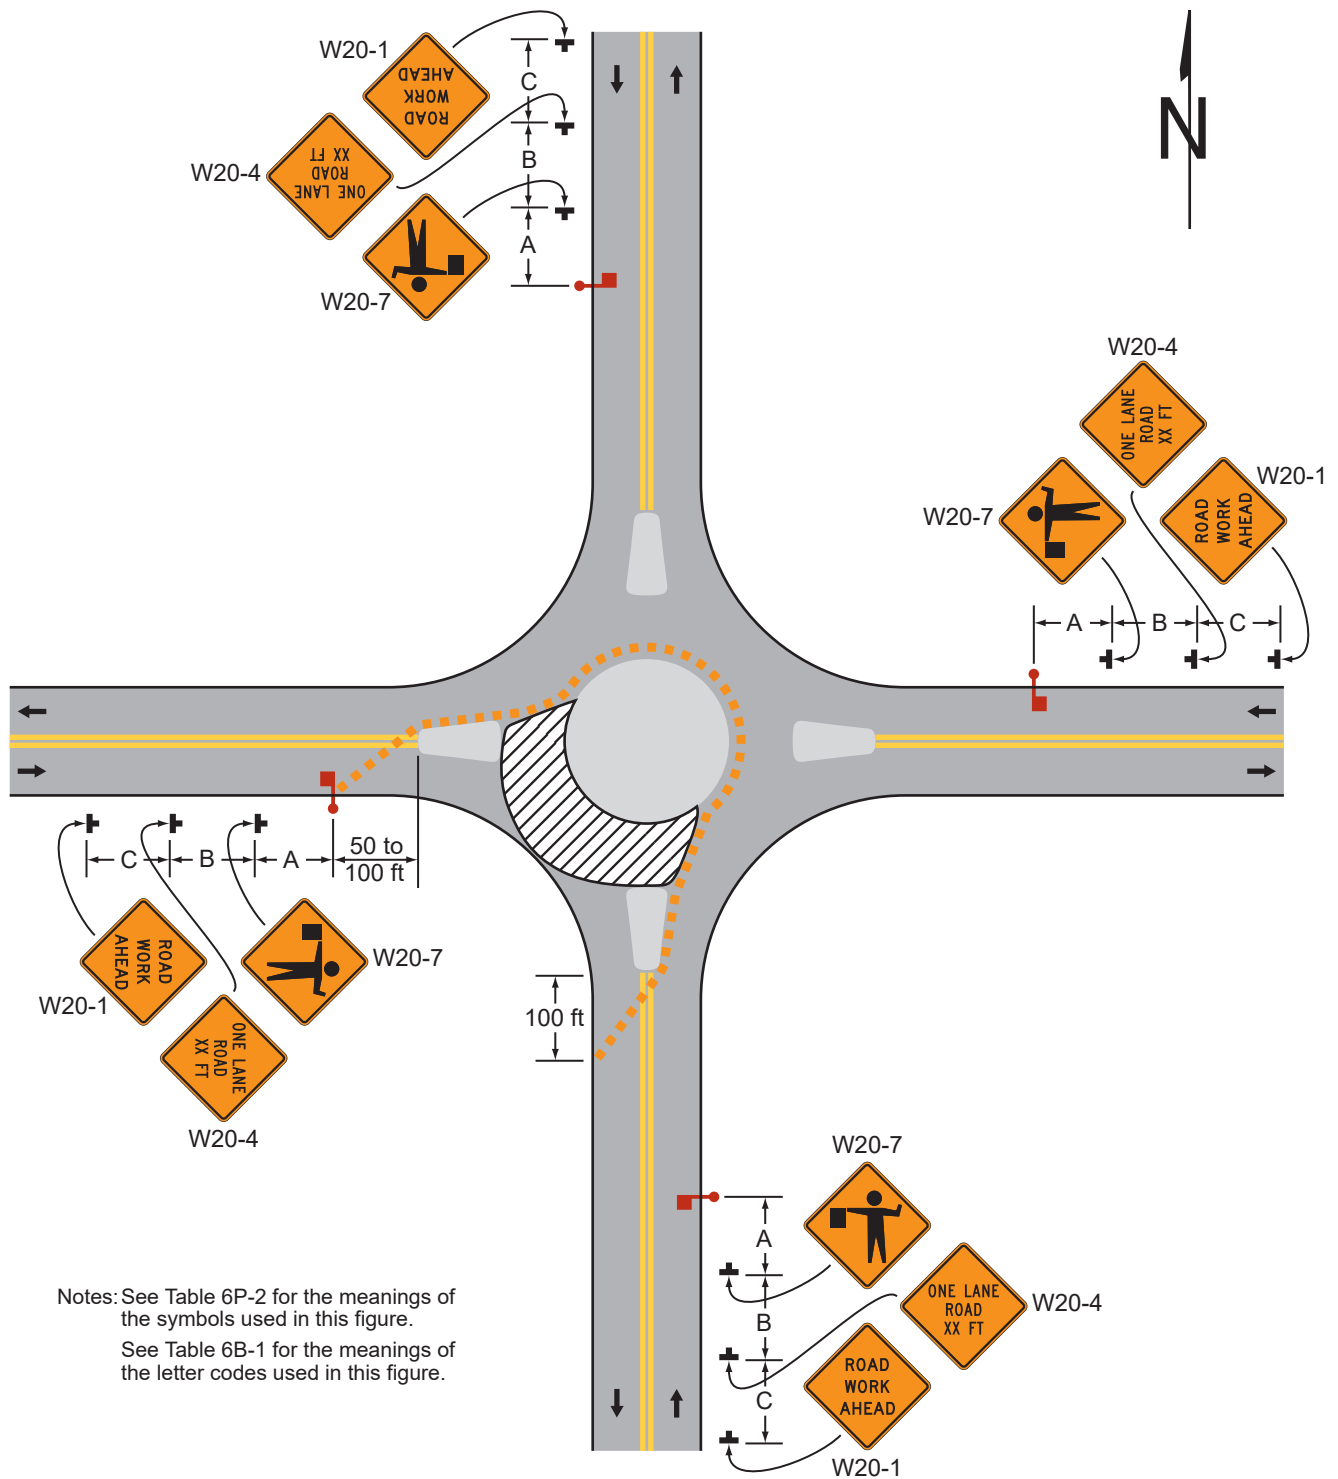 W20-1
ROAD
WORK
AHEAD
C
W20-4
ONE LANE
ROAD
XX FT
B
A
W20-7
N
W20-4
ONE LANE
ROAD
XX FT
W20-7
W20-1
ROAD
WORK
AHEAD
A
B
C
C
B
A
50 to
100 ft
ROAD
WORK
AHEAD
W20-7
W20-1
ONE LANE
ROAD
XX FT
W20-4
100 ft
W20-7
A
B
C
ONE LANE
ROAD
XX FT
W20-4
ROAD
WORK
AHEAD
W20-1
Notes: See Table 6P-2 for the meanings of
the symbols used in this figure.
See Table 6B-1 for the meanings of
the letter codes used in this figure.